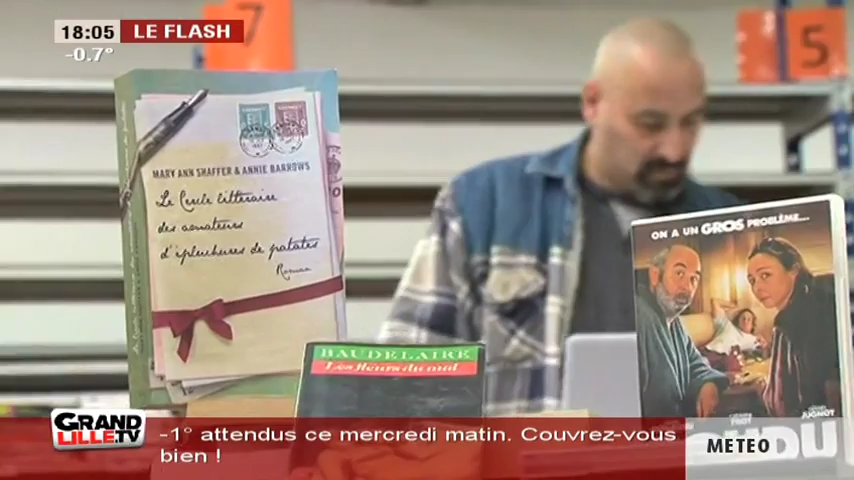 18:05 LE FLASH
-0.7°
7
5
MARY ANN SHAFFER & ANNIE BARROWS
Le Cercle littéraire
des amateurs
d'épluchures de patates
Roman
ON A UN GROS PROBLÈME...
BAUDELAIRE
Les fleurs du mal
JUGNOT
GRAND
LILLE.TV
-1° attendus ce mercredi matin. Couvrez-vous
bien !
METEO